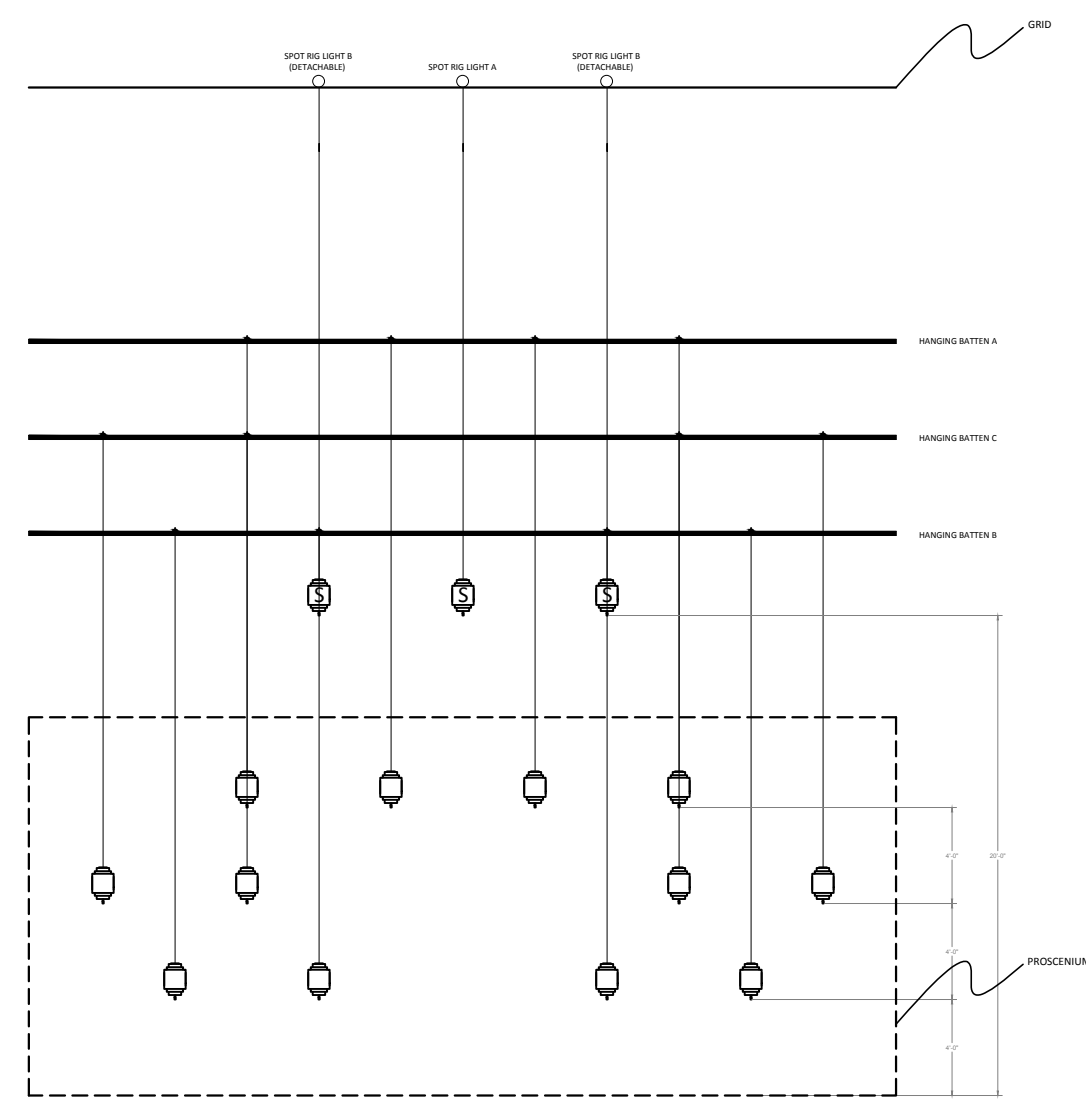 GRID
SPOT RIG LIGHT B
(DETACHABLE)
SPOT RIG LIGHT A
SPOT RIG LIGHT B
(DETACHABLE)
HANGING BATTEN A
HANGING BATTEN C
HANGING BATTEN B
S
S
S
4'-0"
20'-0"
4'-0"
PROSCENIUM
4'-0"